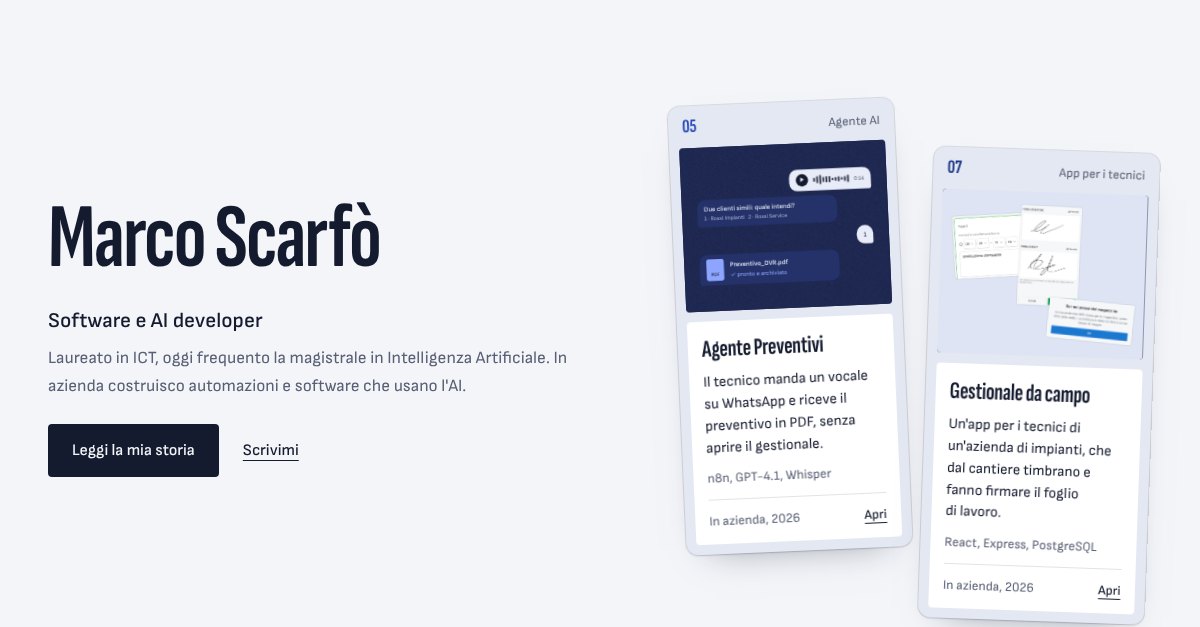 Marco Scarfò
Software e AI developer
Laureato in ICT, oggi frequento la magistrale in Intelligenza Artificiale. In
azienda costruisco automazioni e software che usano l'AI.
Leggi la mia storia
Scrivimi
05
Agente AI
0:14
Due clienti simili: quale intendi?
1 · Rossi Impianti 2 · Rossi Service
1
PDF
Preventivo_DVR.pdf
✓ pronto e archiviato
Agente Preventivi
Il tecnico manda un vocale
su WhatsApp e riceve il
preventivo in PDF, senza
aprire il gestionale.
n8n, GPT-4.1, Whisper
In azienda, 2026
Apri
07
App per i tecnici
Gestionale da campo
Un'app per i tecnici di
un'azienda di impianti, che
dal cantiere timbrano e
fanno firmare il foglio
di lavoro.
React, Express, PostgreSQL
In azienda, 2026
Apri